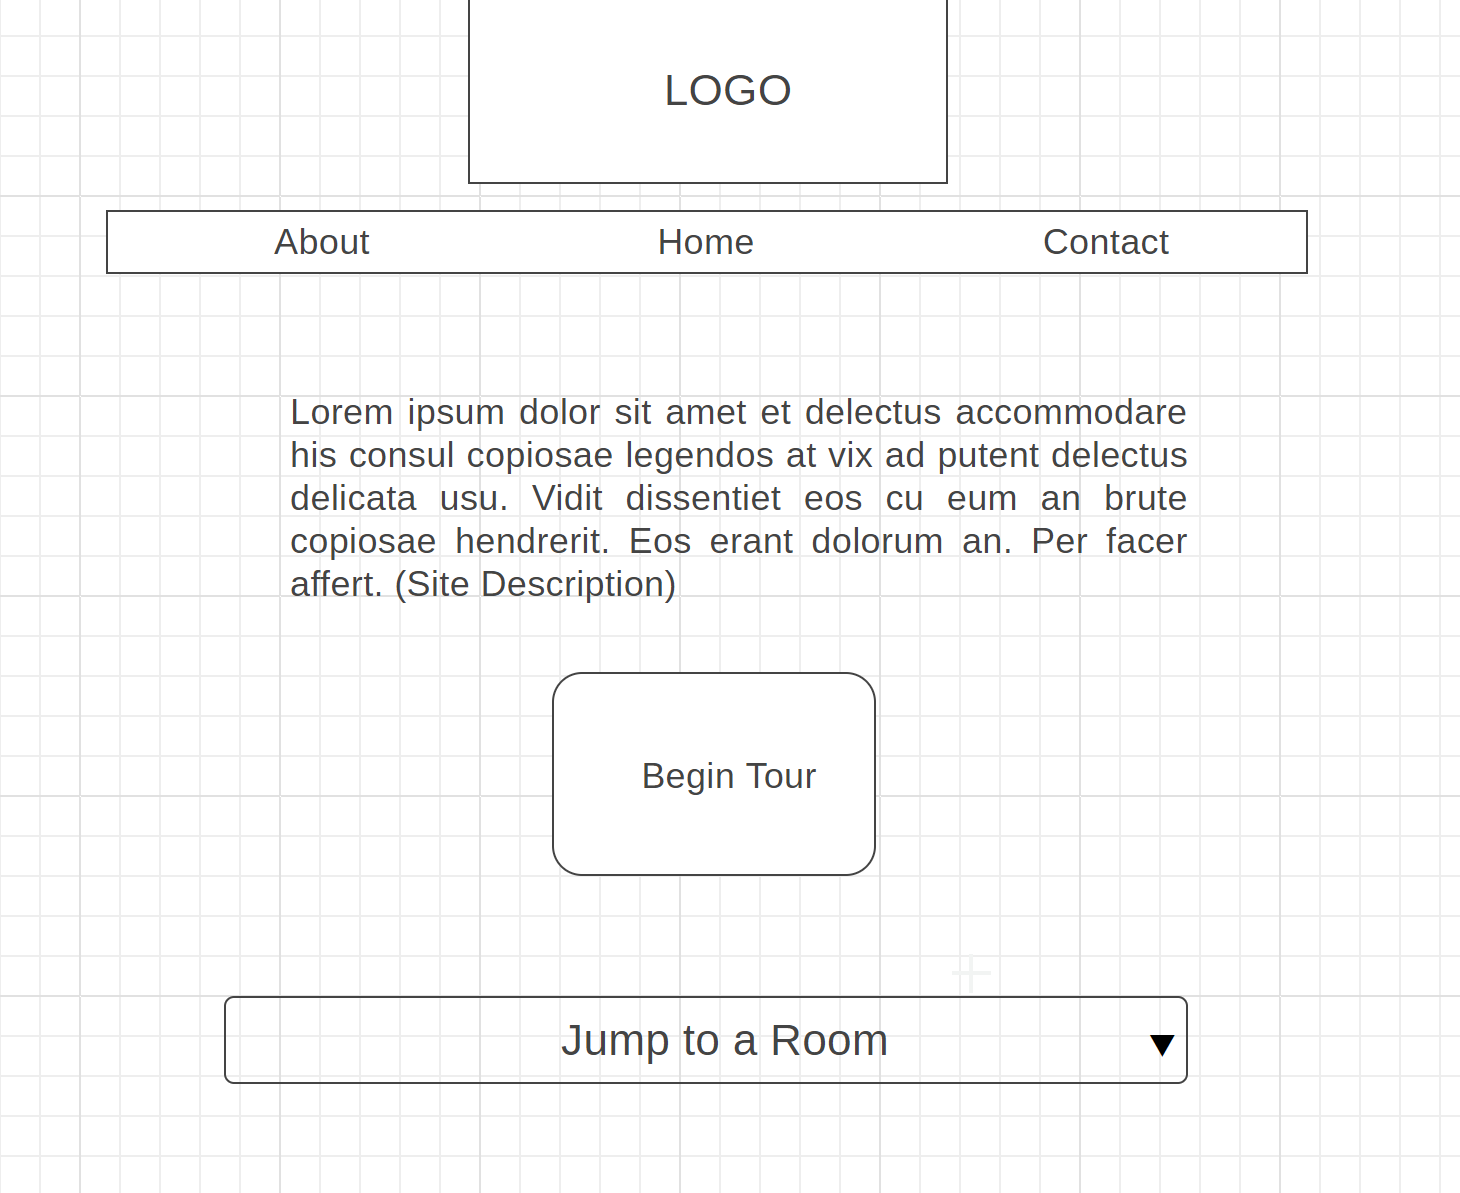 LOGO
About Home Contact
Lorem ipsum dolor sit amet et delectus accommodare
his consul copiosae legendos at vix ad putent delectus
delicata usu. Vidit dissentiet eos cu eum an brute
copiosae hendrerit. Eos erant dolorum an. Per facer
affert. (Site Description)
Begin Tour
Jump to a Room